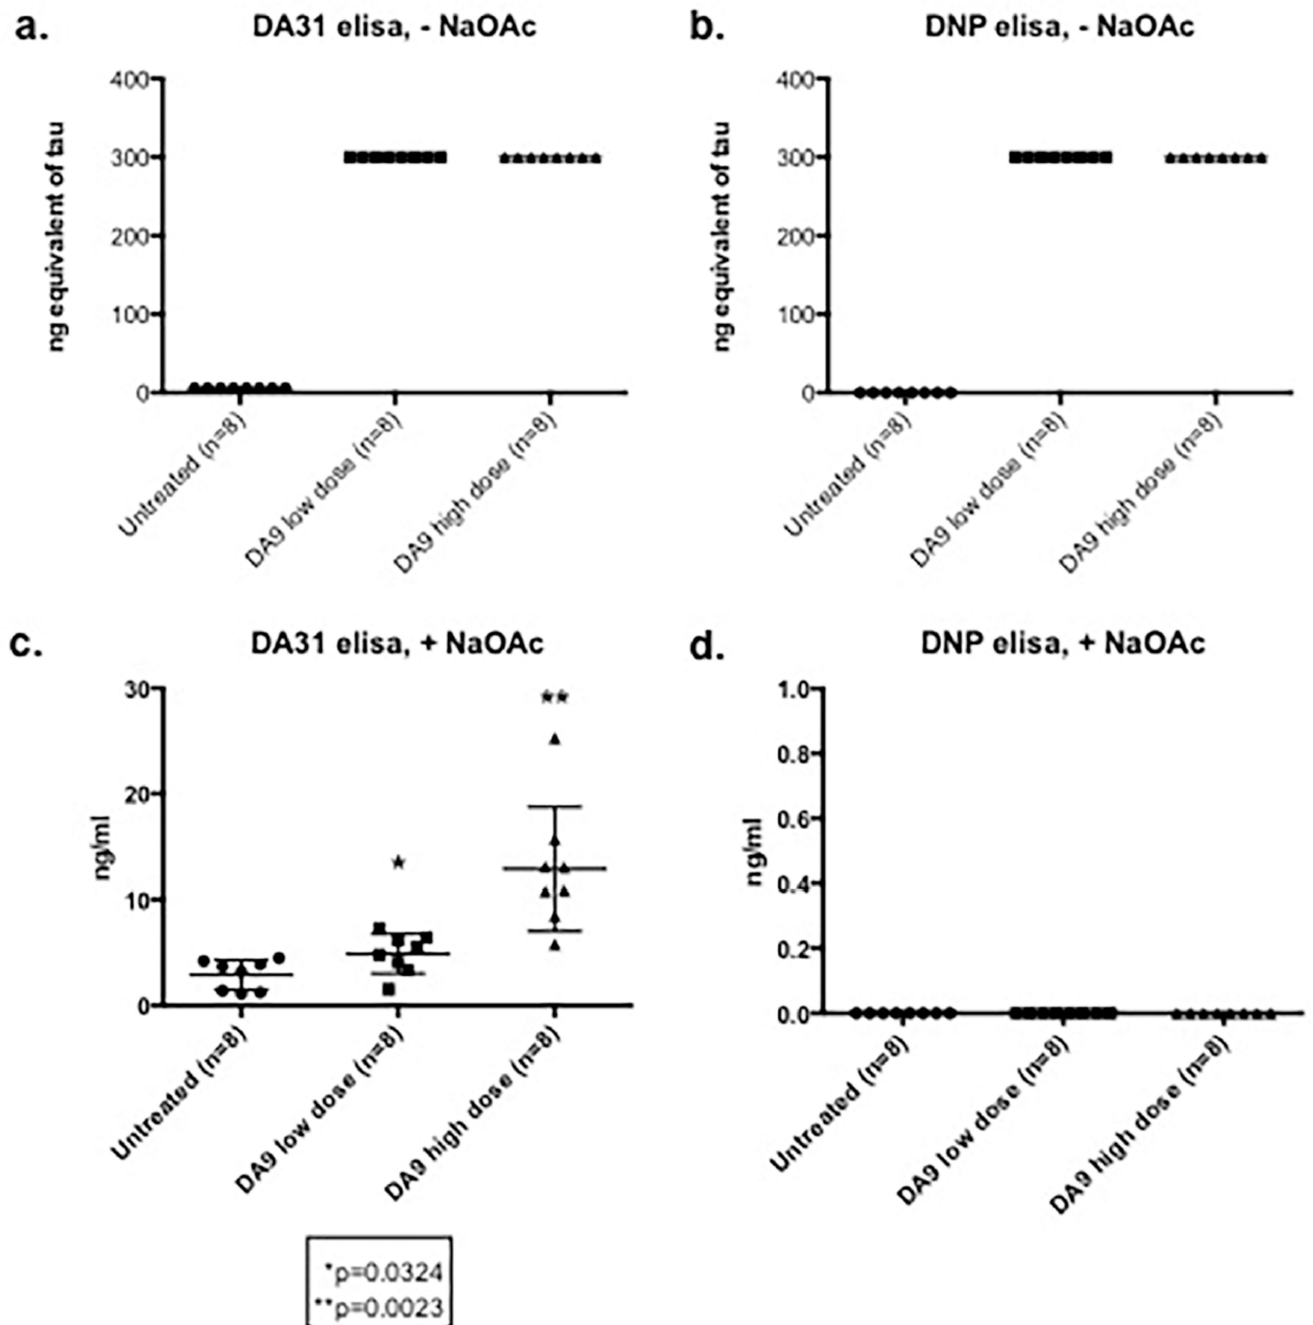 a.
DA31 elisa, - NaOAc
ng equivalent of tau
400
300
200
100
0
Untreated (n=8)
DA9 low dose (n=8)
DA9 high dose (n=8)
b.
DNP elisa, - NaOAc
ng equivalent of tau
400
300
200
100
0
Untreated (n=8)
DA9 low dose (n=8)
DA9 high dose (n=8)
c.
DA31 elisa, + NaOAc
ng/ml
30
20
10
0
*
**
Untreated (n=8)
DA9 low dose (n=8)
DA9 high dose (n=8)
*p=0.0324
**p=0.0023
d.
DNP elisa, + NaOAc
ng/ml
1.0
0.8
0.6
0.4
0.2
0.0
Untreated (n=8)
DA9 low dose (n=8)
DA9 high dose (n=8)